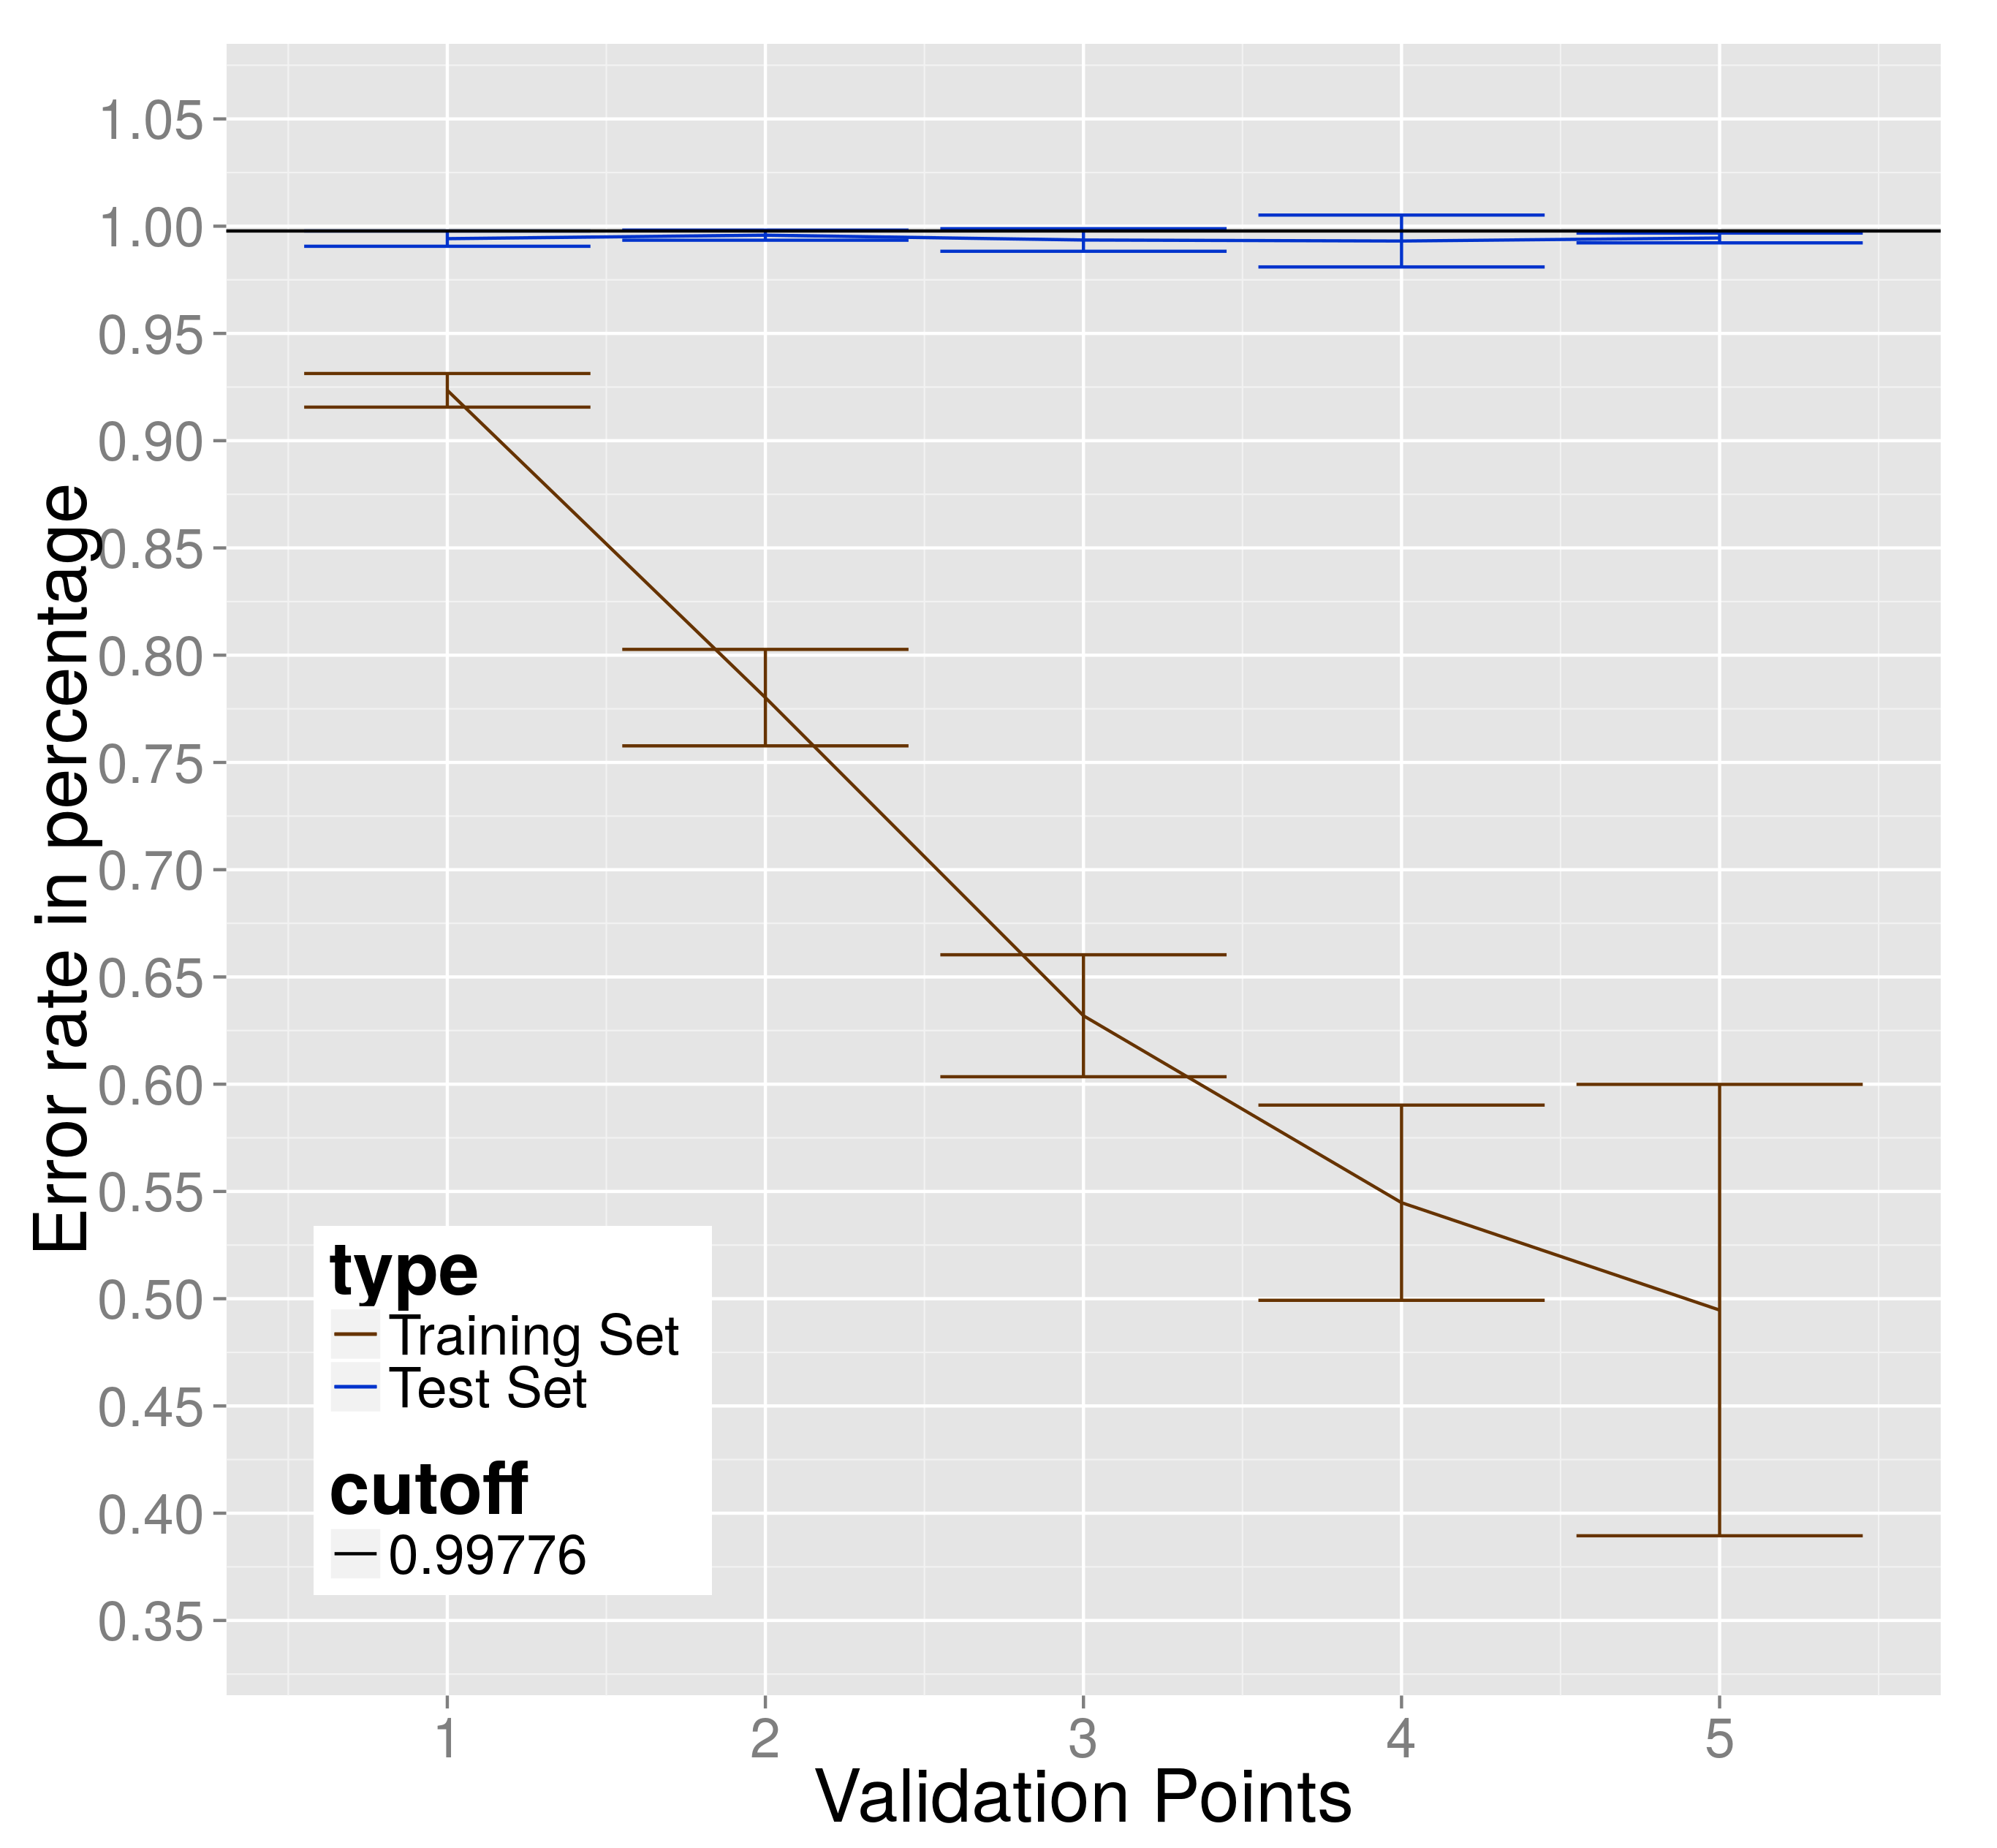 Error rate in percentage
1.05
1.00
0.95
0.90
0.85
0.80
0.75
0.70
0.65
0.60
0.55
0.50
0.45
0.40
0.35
type
Training Set
Test Set
cutoff
0.99776
1 2 3 4 5
Validation Points